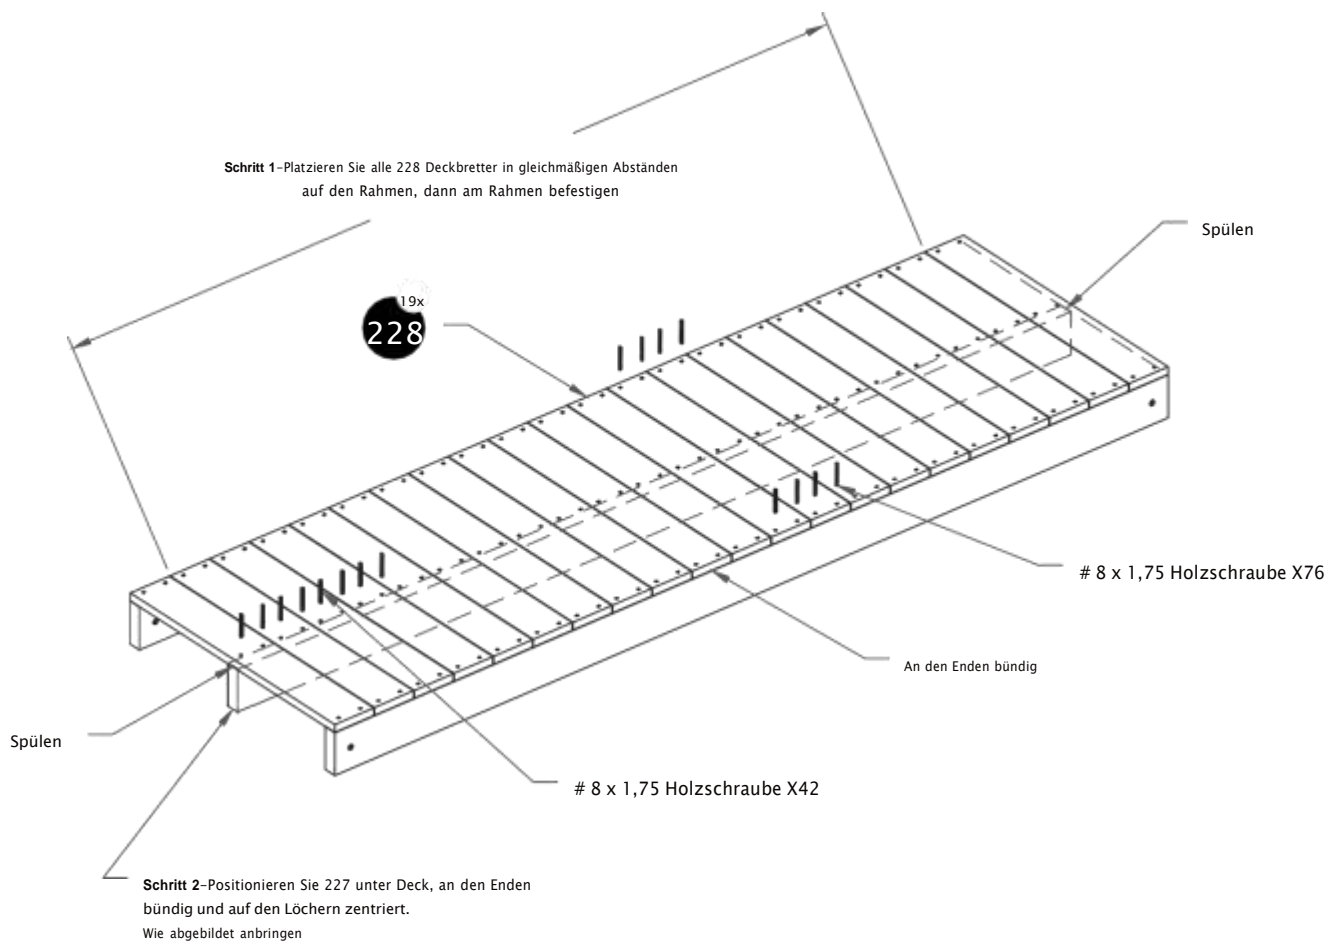 Schritt 1-Platzieren Sie alle 228 Deckbretter in gleichmäßigen Abständen
auf den Rahmen, dann am Rahmen befestigen
Spülen
19x
228
# 8 x 1,75 Holzschraube X76
An den Enden bündig
Spülen
# 8 x 1,75 Holzschraube X42
Schritt 2-Positionieren Sie 227 unter Deck, an den Enden
bündig und auf den Löchern zentriert.
Wie abgebildet anbringen